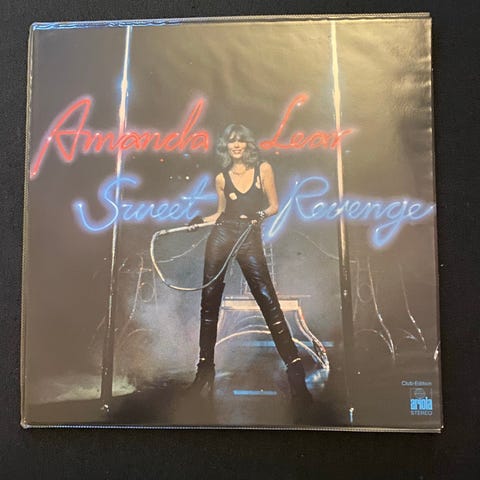 Amanda Lear
Sweet Revenge
Club-Edition
ariola
STEREO